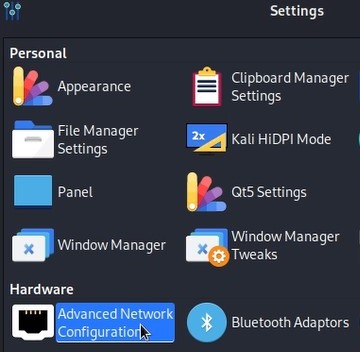 Settings
Personal
Appearance
Clipboard Manager
Settings
File Manager
Settings
2x
Kali HiDPI Mode
Panel
Qt5 Settings
Window Manager
Window Manager
Tweaks
Hardware
Advanced Network
Configuration
Bluetooth Adaptors